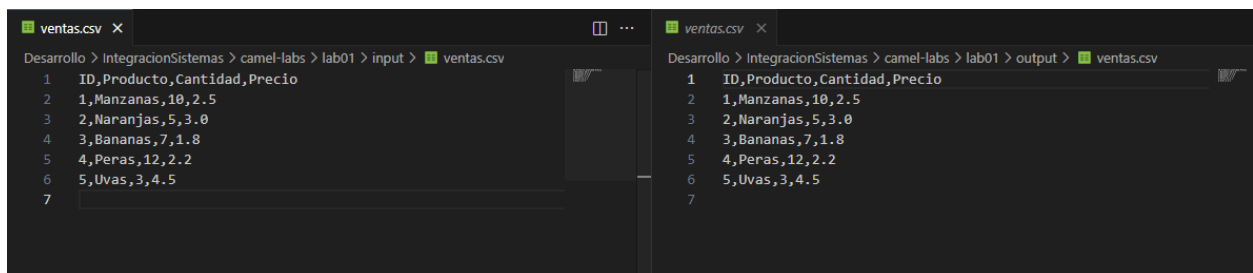 ventas.csv
Desarrollo > IntegracionSistemas > camel-labs > lab01 > input > ventas.csv
1 ID,Producto,Cantidad,Precio
2 1,Manzanas,10,2.5
3 2,Naranjas,5,3.0
4 3,Bananas,7,1.8
5 4,Peras,12,2.2
6 5,Uvas,3,4.5
7
ventas.csv
Desarrollo > IntegracionSistemas > camel-labs > lab01 > output > ventas.csv
1 ID,Producto,Cantidad,Precio
2 1,Manzanas,10,2.5
3 2,Naranjas,5,3.0
4 3,Bananas,7,1.8
5 4,Peras,12,2.2
6 5,Uvas,3,4.5
7